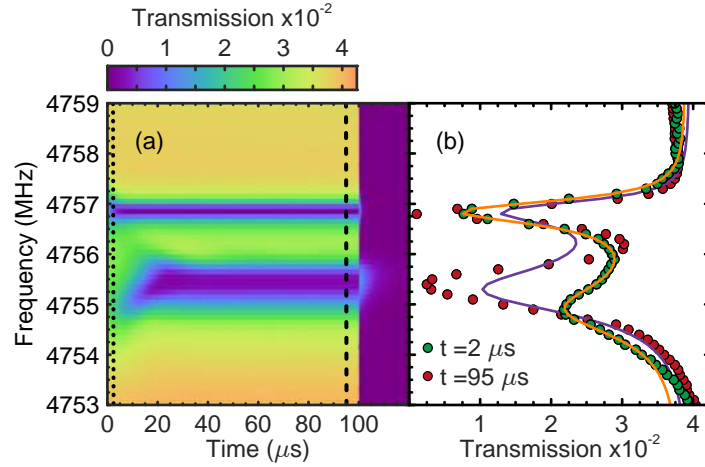 Transmission x10⁻²
0 1 2 3 4
4759
4758
4757
4756
4755
4754
4753
Frequency (MHz)
(a)
0 20 40 60 80 100
Time (μs)
(b)
t =2 μs
t =95 μs
1 2 3 4
Transmission x10⁻²